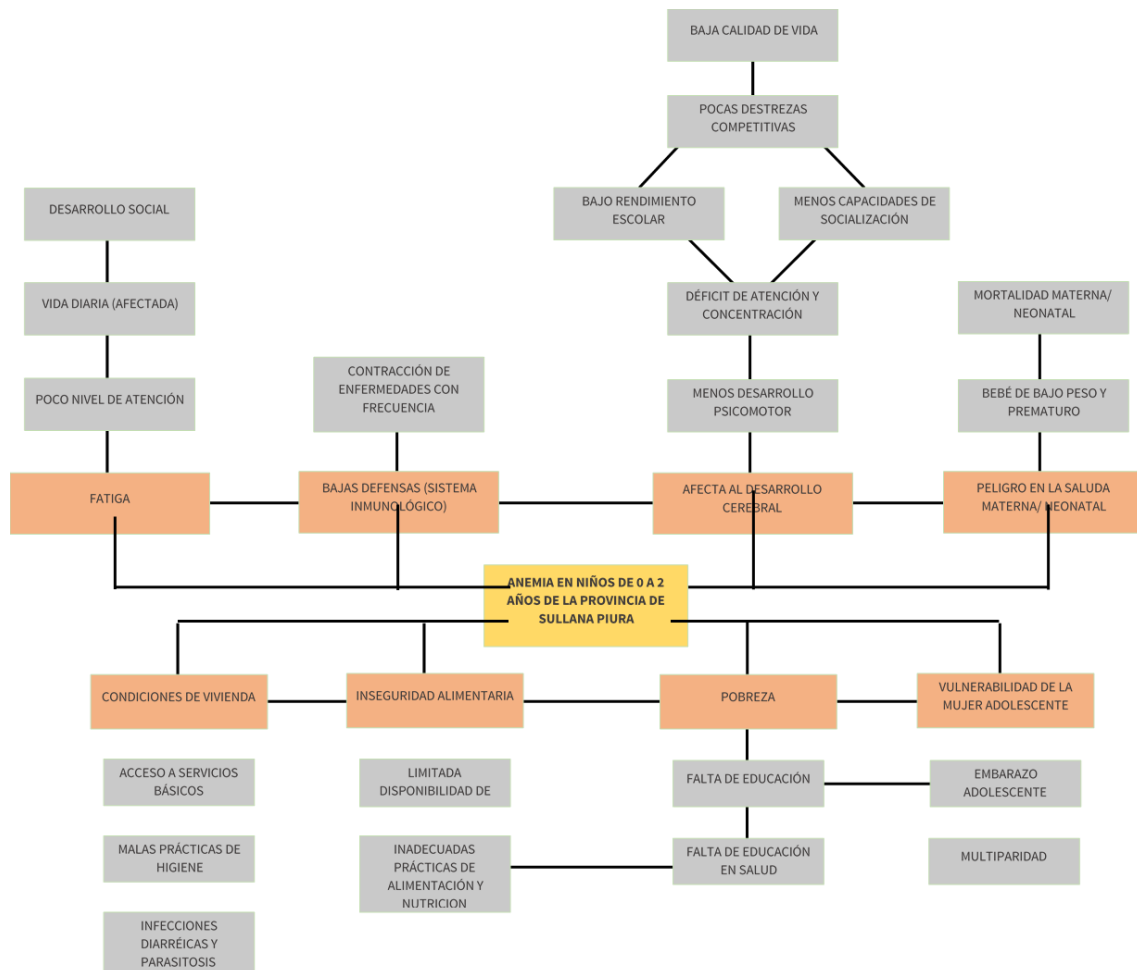 BAJA CALIDAD DE VIDA
POCAS DESTREZAS
COMPETITIVAS
DESARROLLO SOCIAL
BAJO RENDIMIENTO
ESCOLAR
MENOS CAPACIDADES DE
SOCIALIZACIÓN
VIDA DIARIA (AFECTADA)
DÉFICIT DE ATENCIÓN Y
CONCENTRACIÓN
MORTALIDAD MATERNA/
NEONATAL
POCO NIVEL DE ATENCIÓN
CONTRACCIÓN DE
ENFERMEDADES CON
FRECUENCIA
MENOS DESARROLLO
PSICOMOTOR
BEBÉ DE BAJO PESO Y
PREMATURO
FATIGA
BAJAS DEFENSAS (SISTEMA
INMUNOLÓGICO)
AFECTA AL DESARROLLO
CEREBRAL
PELIGRO EN LA SALUDA
MATERNA/ NEONATAL
ANEMIA EN NIÑOS DE 0 A 2
AÑOS DE LA PROVINCIA DE
SULLANA PIURA
CONDICIONES DE VIVIENDA
INSEGURIDAD ALIMENTARIA
POBREZA
VULNERABILIDAD DE LA
MUJER ADOLESCENTE
ACCESO A SERVICIOS
BÁSICOS
LIMITADA
DISPONIBILIDAD DE
FALTA DE EDUCACIÓN
EMBARAZO
ADOLESCENTE
MALAS PRÁCTICAS DE
HIGIENE
INADECUADAS
PRÁCTICAS DE
ALIMENTACIÓN Y
NUTRICION
FALTA DE EDUCACIÓN
EN SALUD
MULTIPARIDAD
INFECCIONES
DIARRÉICAS Y
PARASITOSIS